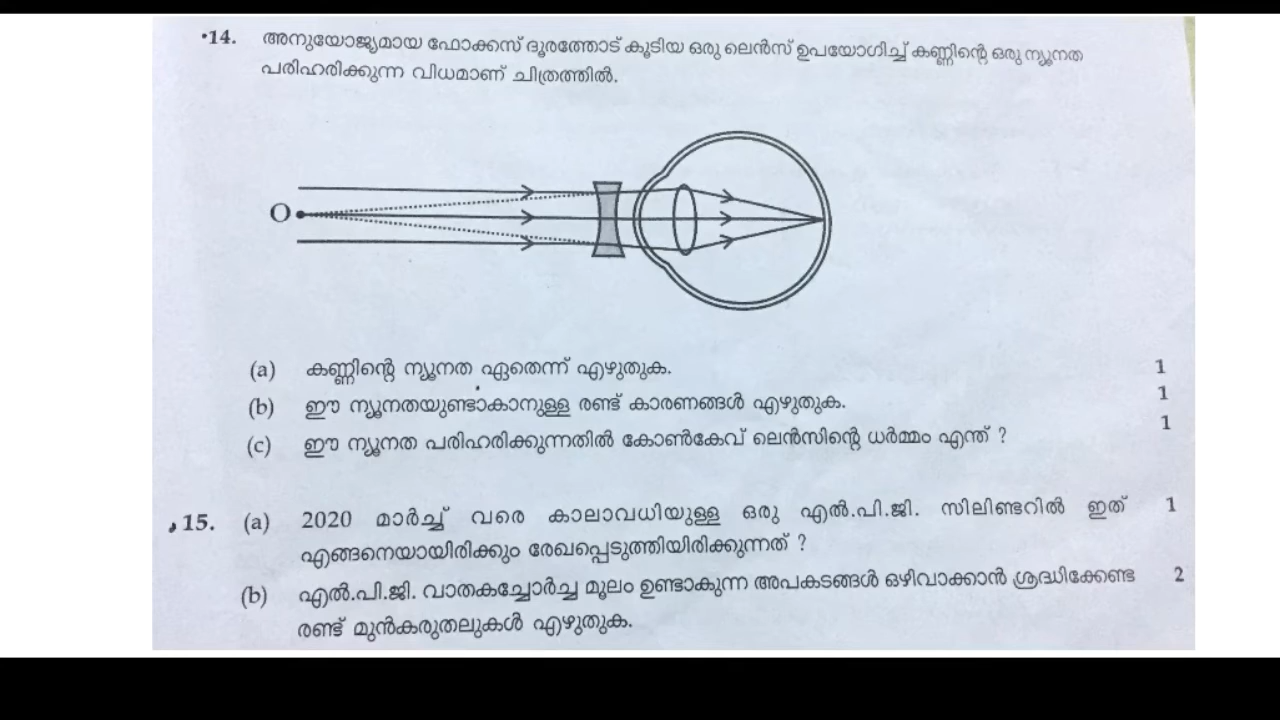 14. അനുയോജ്യമായ ഫോക്കസ് ദൂരത്തോട് കൂടിയ ഒരു ലെൻസ് ഉപയോഗിച്ച് കണ്ണിന്റെ ഒരു ന്യൂനത
പരിഹരിക്കുന്ന വിധമാണ് ചിത്രത്തിൽ.
O
(a) കണ്ണിന്റെ ന്യൂനത ഏതെന്ന് എഴുതുക. 1
(b) ഈ ന്യൂനതയുണ്ടാകാനുള്ള രണ്ട് കാരണങ്ങൾ എഴുതുക. 1
(c) ഈ ന്യൂനത പരിഹരിക്കുന്നതിൽ കോൺകേവ് ലെൻസിന്റെ ധർമ്മം എന്ത് ? 1
15. (a) 2020 മാർച്ച് വരെ കാലാവധിയുള്ള ഒരു എൽ.പി.ജി. സിലിണ്ടറിൽ ഇത് 1
എങ്ങനെയായിരിക്കും രേഖപ്പെടുത്തിയിരിക്കുന്നത് ?
(b) എൽ.പി.ജി. വാതകച്ചോർച്ച മൂലം ഉണ്ടാകുന്ന അപകടങ്ങൾ ഒഴിവാക്കാൻ ശ്രദ്ധിക്കേണ്ട 2
രണ്ട് മുൻകരുതലുകൾ എഴുതുക.